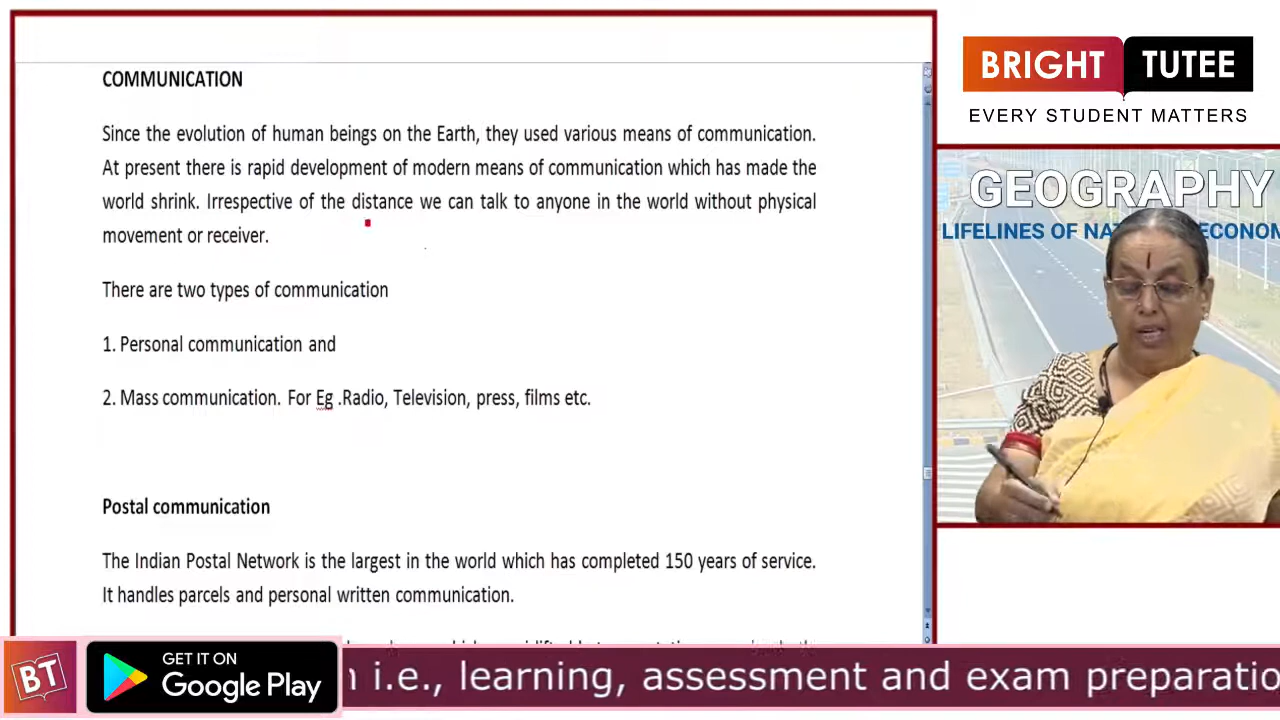 COMMUNICATION
Since the evolution of human beings on the Earth, they used various means of communication.
At present there is rapid development of modern means of communication which has made the
world shrink. Irrespective of the distance we can talk to anyone in the world without physical
movement or receiver.
There are two types of communication
1. Personal communication and
2. Mass communication. For Eg .Radio, Television, press, films etc.
Postal communication
The Indian Postal Network is the largest in the world which has completed 150 years of service.
It handles parcels and personal written communication.
BRIGHT TUTEE
EVERY STUDENT MATTERS
GEOGRAPHY
LIFELINES OF
BT
GET IT ON
Google Play
i.e., learning, assessment and exam